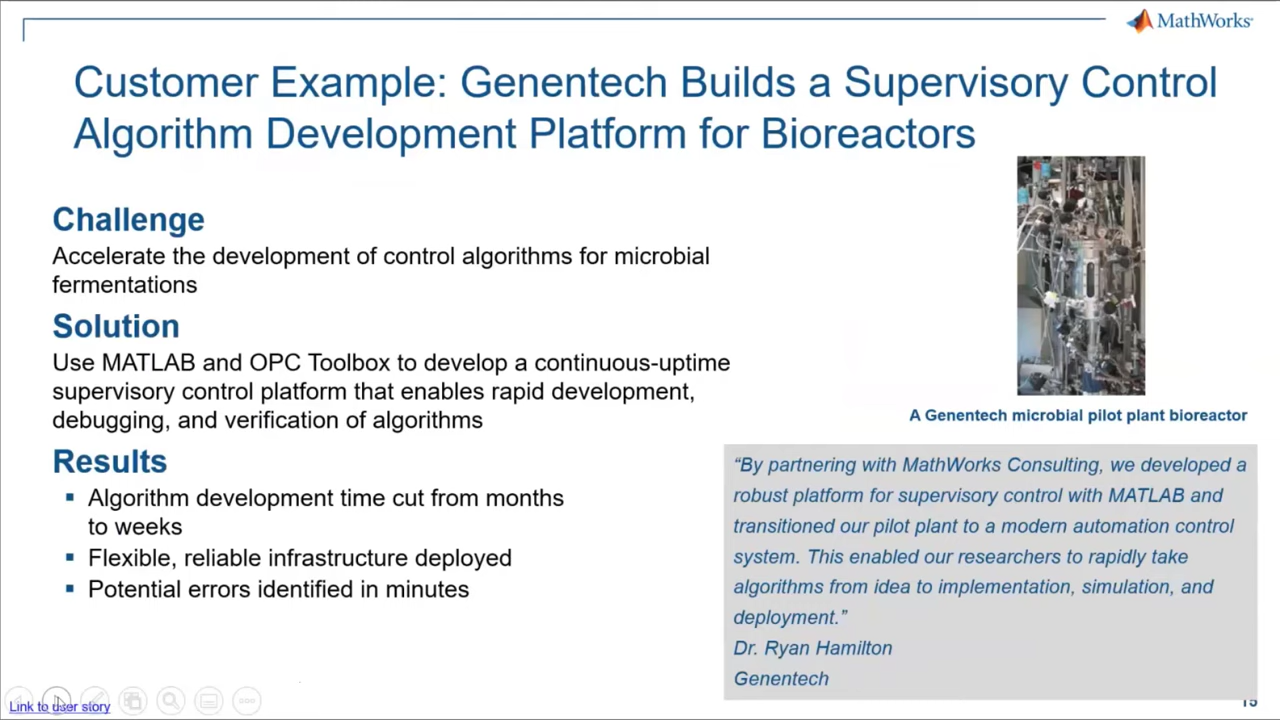 MathWorks
Customer Example: Genentech Builds a Supervisory Control
Algorithm Development Platform for Bioreactors
Challenge
Accelerate the development of control algorithms for microbial
fermentations
Solution
Use MATLAB and OPC Toolbox to develop a continuous-uptime
supervisory control platform that enables rapid development,
debugging, and verification of algorithms
Results
▪ Algorithm development time cut from months
to weeks
▪ Flexible, reliable infrastructure deployed
▪ Potential errors identified in minutes
A Genentech microbial pilot plant bioreactor
“By partnering with MathWorks Consulting, we developed a
robust platform for supervisory control with MATLAB and
transitioned our pilot plant to a modern automation control
system. This enabled our researchers to rapidly take
algorithms from idea to implementation, simulation, and
deployment.”
Dr. Ryan Hamilton
Genentech
Link to user story
15